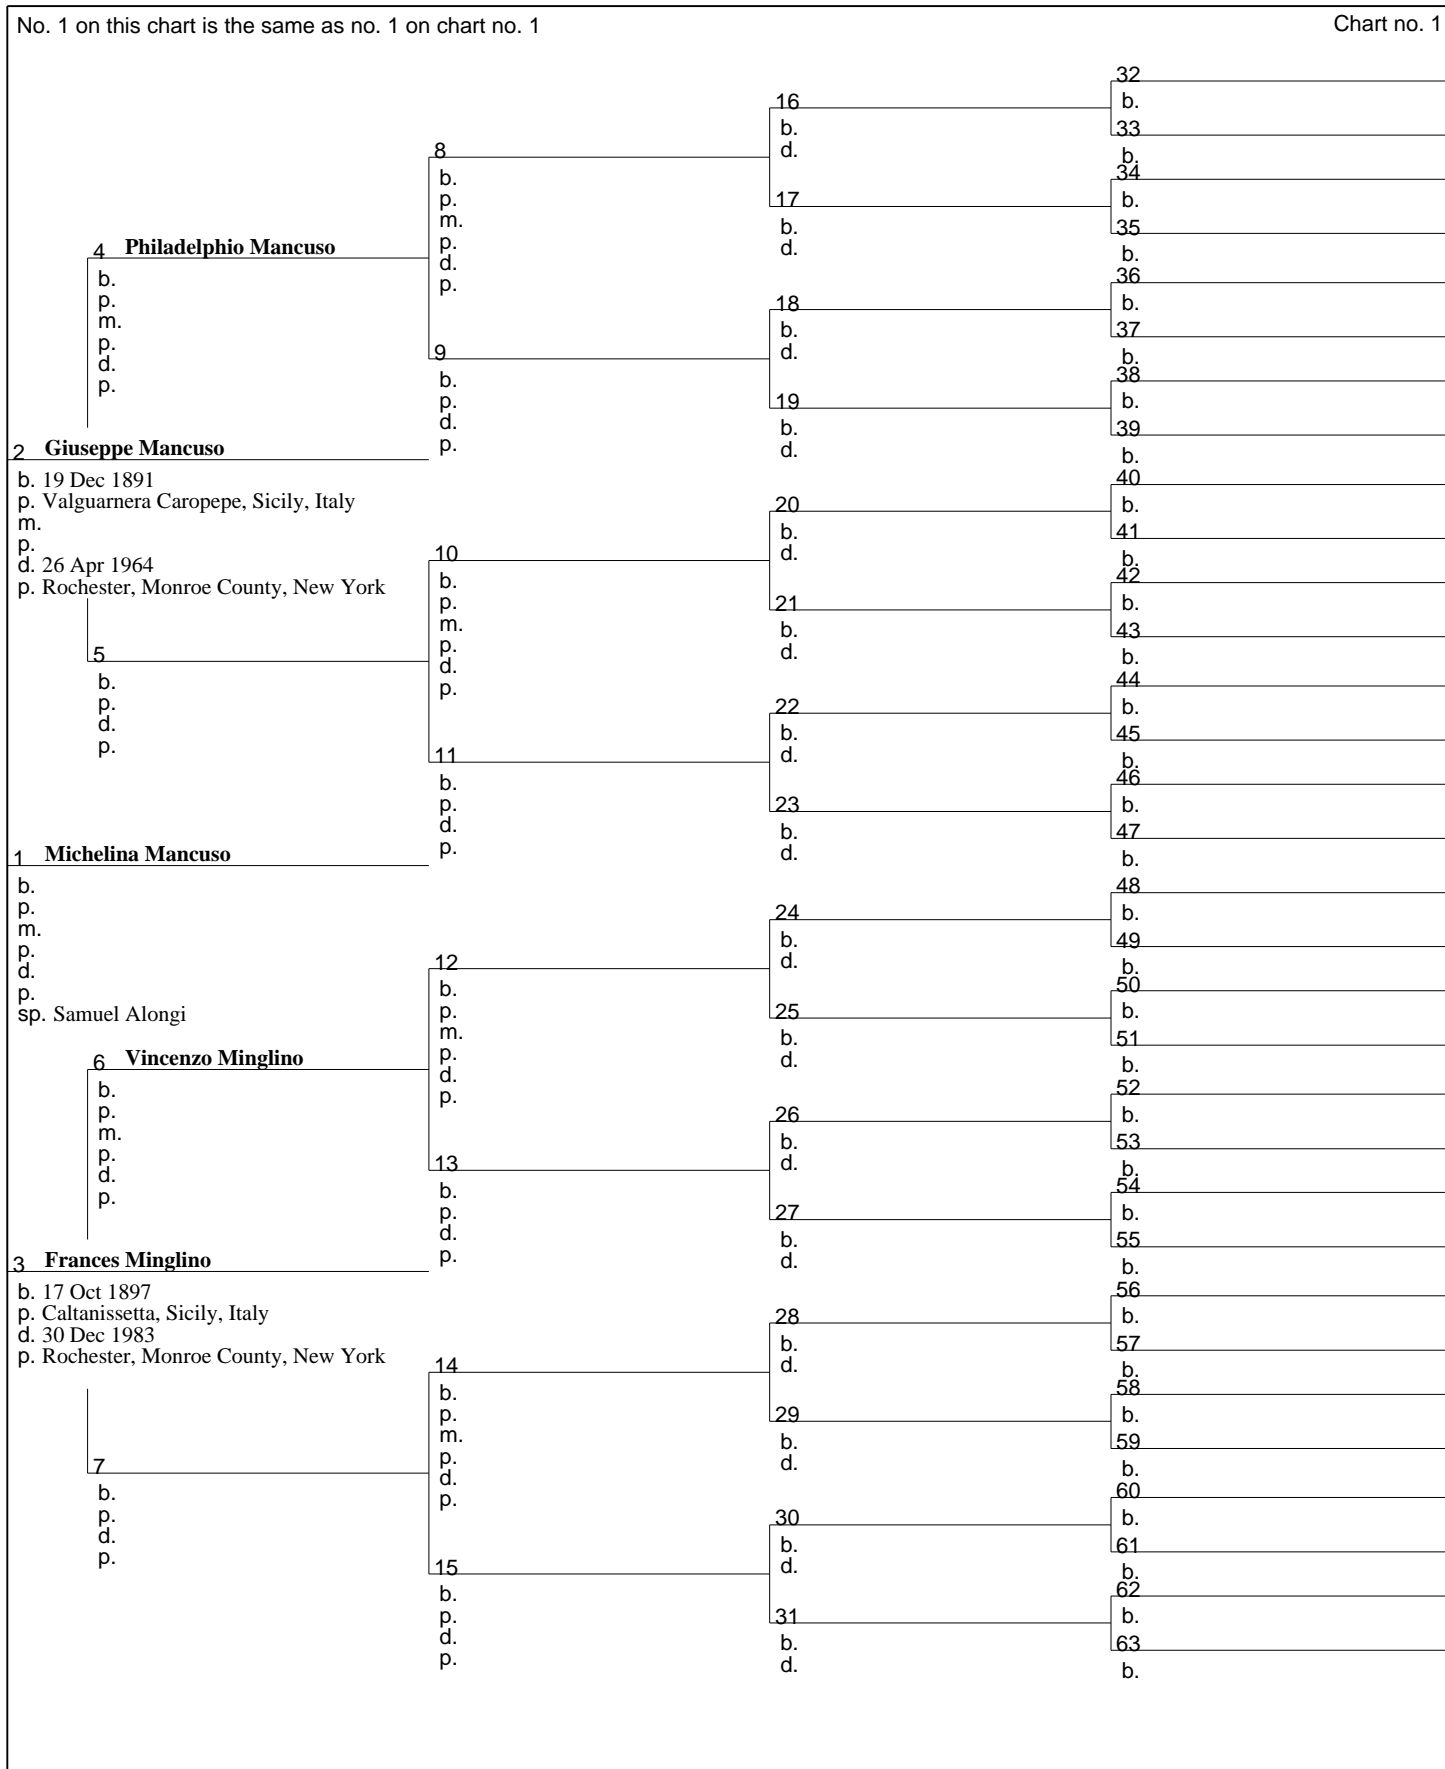 No. 1 on this chart is the same as no. 1 on chart no. 1
Chart no. 1
4 Philadelphio Mancuso
b.
p.
m.
p.
d.
p.
2 Giuseppe Mancuso
b. 19 Dec 1891
p. Valguarnera Caropepe, Sicily, Italy
m.
p.
d. 26 Apr 1964
p. Rochester, Monroe County, New York
5
b.
p.
d.
p.
1 Michelina Mancuso
b.
p.
m.
p.
d.
p.
sp. Samuel Alongi
6 Vincenzo Minglino
b.
p.
m.
p.
d.
p.
3 Frances Minglino
b. 17 Oct 1897
p. Caltanissetta, Sicily, Italy
d. 30 Dec 1983
p. Rochester, Monroe County, New York
7
b.
p.
d.
p.
8
b.
p.
m.
p.
d.
p.
9
b.
p.
d.
p.
10
b.
p.
m.
p.
d.
p.
11
b.
p.
d.
p.
12
b.
p.
m.
p.
d.
p.
13
b.
p.
d.
p.
14
b.
p.
m.
p.
d.
p.
15
b.
p.
d.
p.
16
b.
d.
17
b.
d.
18
b.
d.
19
b.
d.
20
b.
d.
21
b.
d.
22
b.
d.
23
b.
d.
24
b.
d.
25
b.
d.
26
b.
d.
27
b.
d.
28
b.
d.
29
b.
d.
30
b.
d.
31
b.
d.
32
b.
33
b.
34
b.
35
b.
36
b.
37
b.
38
b.
39
b.
40
b.
41
b.
42
b.
43
b.
44
b.
45
b.
46
b.
47
b.
48
b.
49
b.
50
b.
51
b.
52
b.
53
b.
54
b.
55
b.
56
b.
57
b.
58
b.
59
b.
60
b.
61
b.
62
b.
63
b.